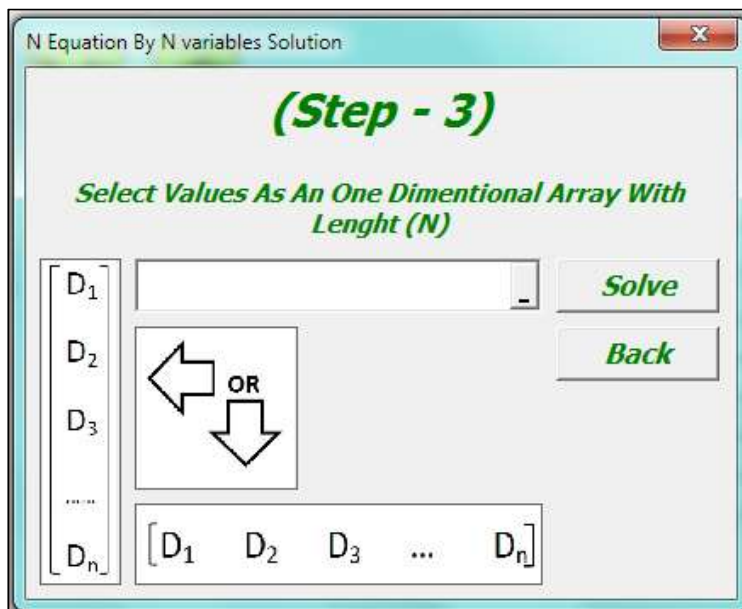 N Equation By N variables Solution
(Step - 3)
Select Values As An One Dimentional Array With
Lenght (N)
D₁
D₂
D₃
......
Dₙ
_
Solve
Back
OR
[D₁ D₂ D₃ ... Dₙ]